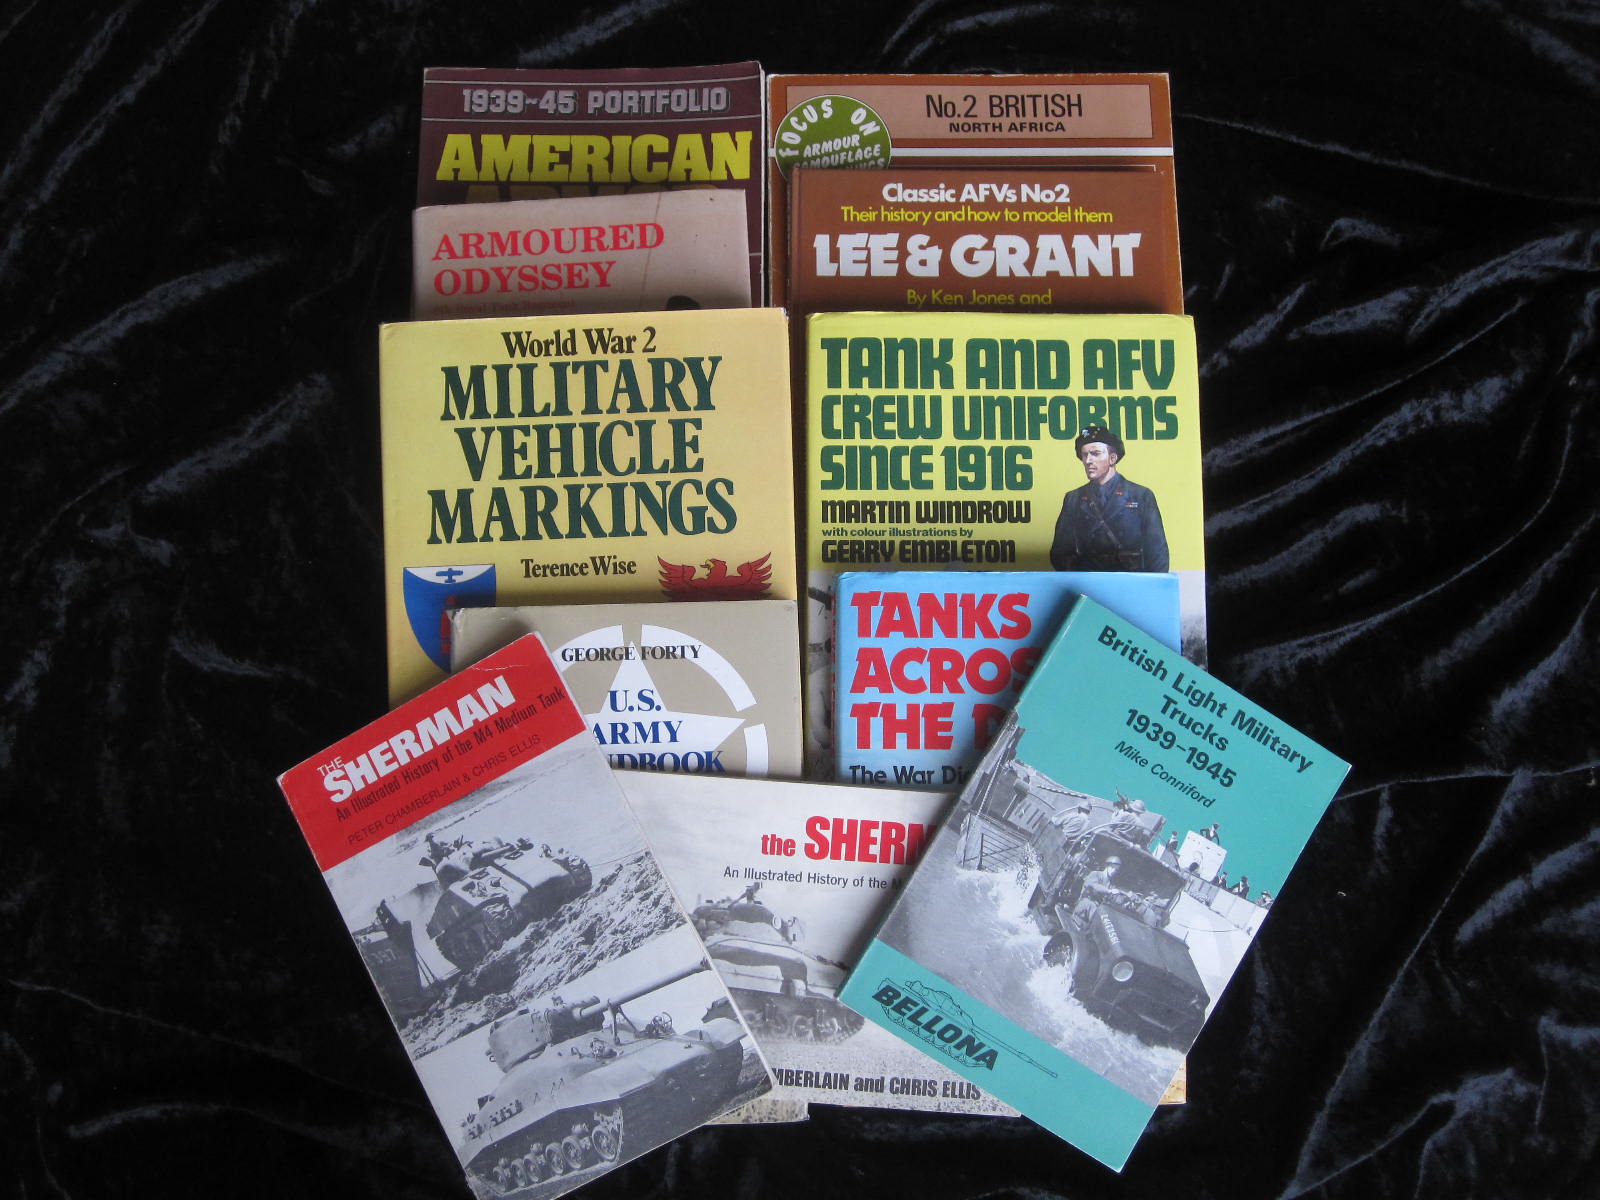 1939-45 PORTFOLIO
AMERICAN
No.2 BRITISH
NORTH AFRICA
FOCUS ON
ARMOUR
CAMOUFLAGE
ARMOURED
ODYSSEY
Classic AFVs No2
Their history and how to model them
LEE & GRANT
By Ken Jones and
World War 2
MILITARY
VEHICLE
MARKINGS
Terence Wise
TANK AND AFV
CREW UNIFORMS
SINCE 1916
MARTIN WINDROW
with colour illustrations by
GERRY EMBLETON
GEORGE FORTY
U.S.
ARMY
NDBOOK
TANKS
ACROS
THE D
The War Di
THE
SHERMAN
An Illustrated History of the M4 Medium Tank
PETER CHAMBERLAIN & CHRIS ELLIS
the SHERM
An Illustrated History of the M
MBERLAIN and CHRIS ELLIS
British Light Military
Trucks
1939-1945
Mike Conniford
BELLONA